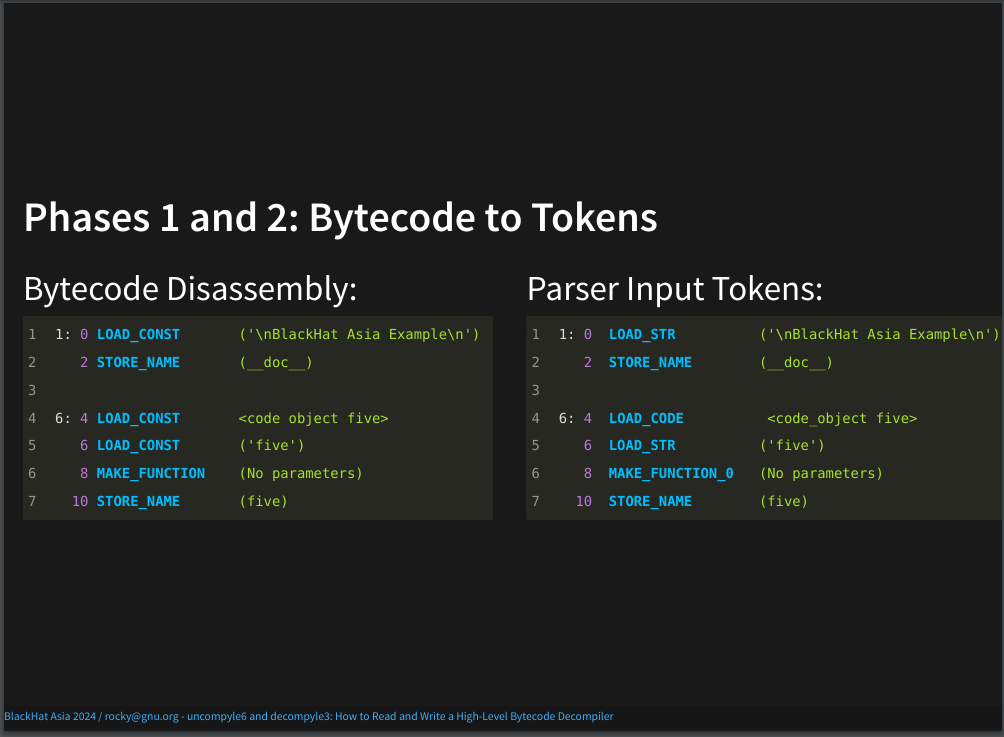 Phases 1 and 2: Bytecode to Tokens
Bytecode Disassembly:
1 1: 0 LOAD_CONST ('\nBlackHat Asia Example\n')
2 2 STORE_NAME (__doc__)
3
4 6: 4 LOAD_CONST <code object five>
5 6 LOAD_CONST ('five')
6 8 MAKE_FUNCTION (No parameters)
7 10 STORE_NAME (five)
Parser Input Tokens:
1 1: 0 LOAD_STR ('\nBlackHat Asia Example\n')
2 2 STORE_NAME (__doc__)
3
4 6: 4 LOAD_CODE <code_object five>
5 6 LOAD_STR ('five')
6 8 MAKE_FUNCTION_0 (No parameters)
7 10 STORE_NAME (five)
BlackHat Asia 2024 / rocky@gnu.org - uncompyle6 and decompyle3: How to Read and Write a High-Level Bytecode Decompiler